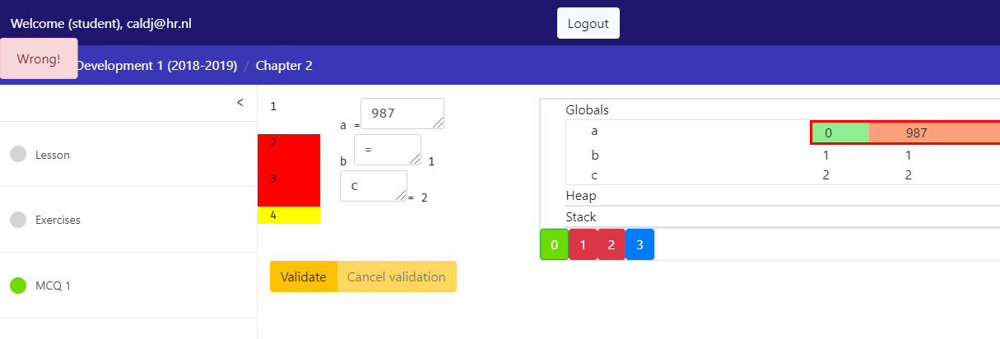 Welcome (student), caldj@hr.nl
Logout
Wrong!
Development 1 (2018-2019) / Chapter 2
<
Lesson
Exercises
MCQ 1
1
2
3
4
a = 987
b = 1
c = 2
Validate Cancel validation
Globals
a 0 987
b 1 1
c 2 2
Heap
Stack
0 1 2 3